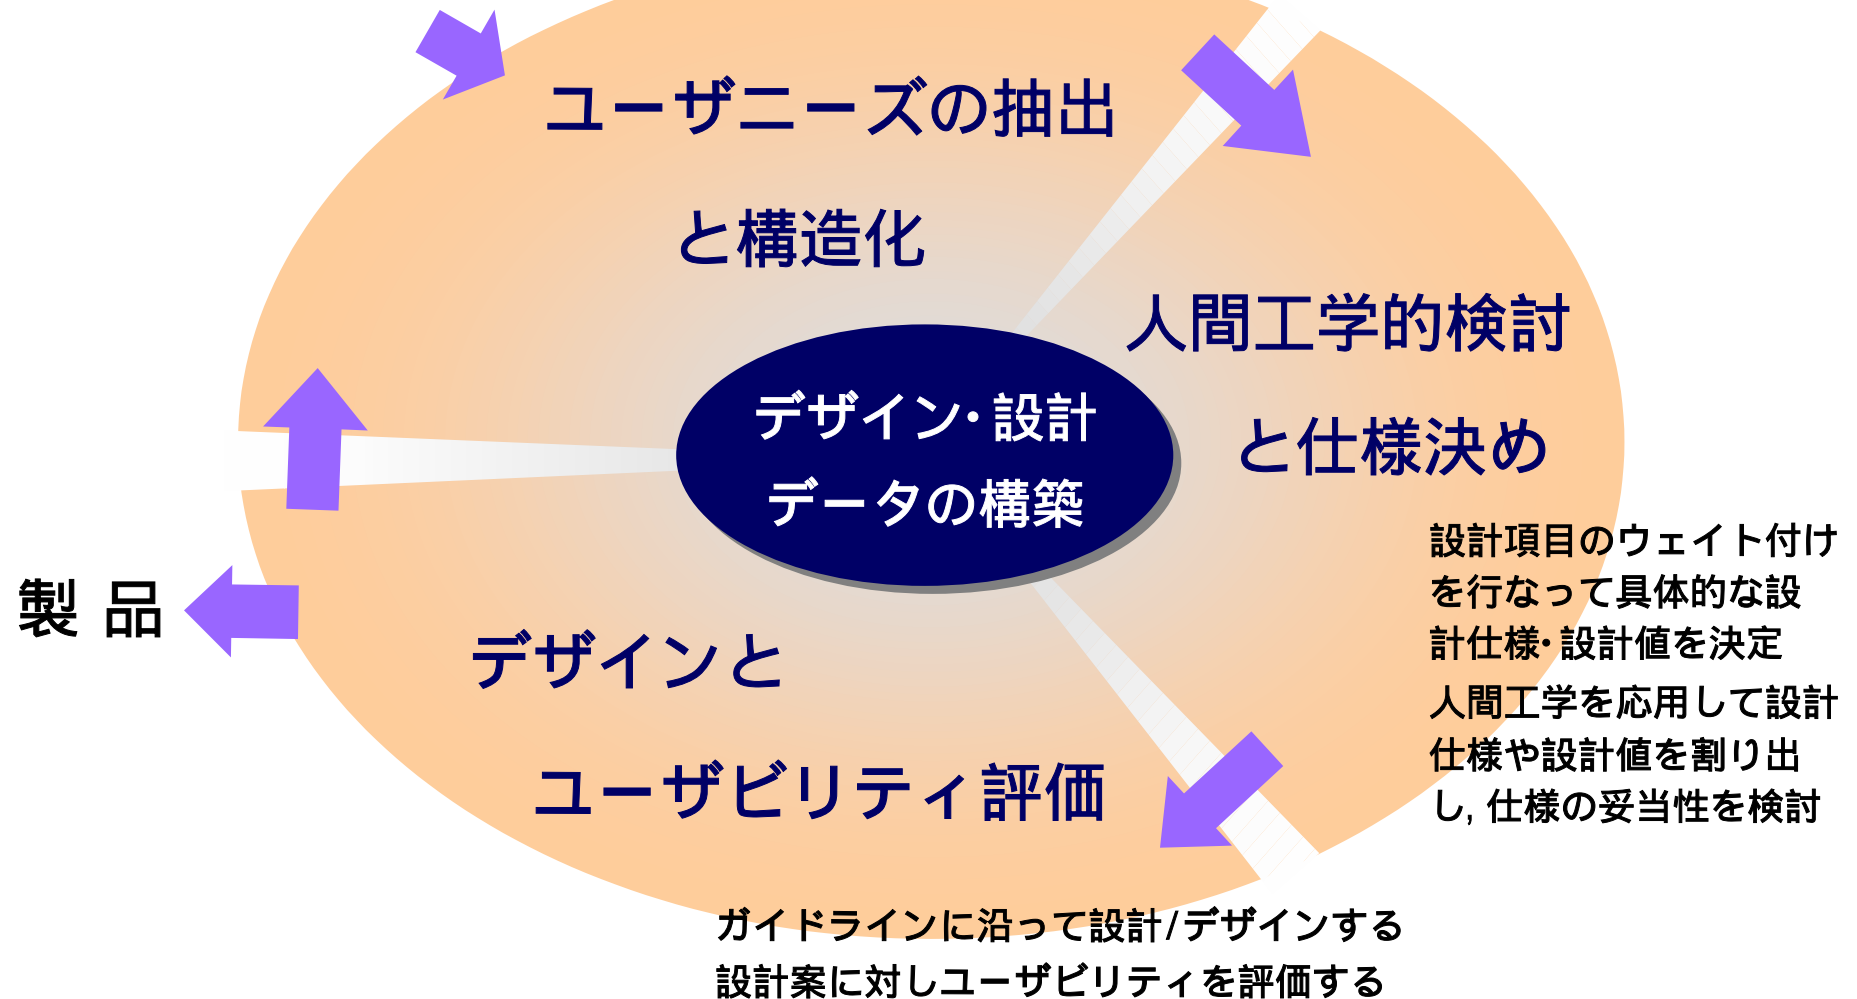 ユーザニーズの抽出
と構造化
人間工学的検討
と仕様決め
デザイン・設計
データの構築
設計項目のウェイト付け
を行なって具体的な設
計仕様・設計値を決定
人間工学を応用して設計
仕様や設計値を割り出
し, 仕様の妥当性を検討
製 品
デザインと
ユーザビリティ評価
ガイドラインに沿って設計/デザインする
設計案に対しユーザビリティを評価する